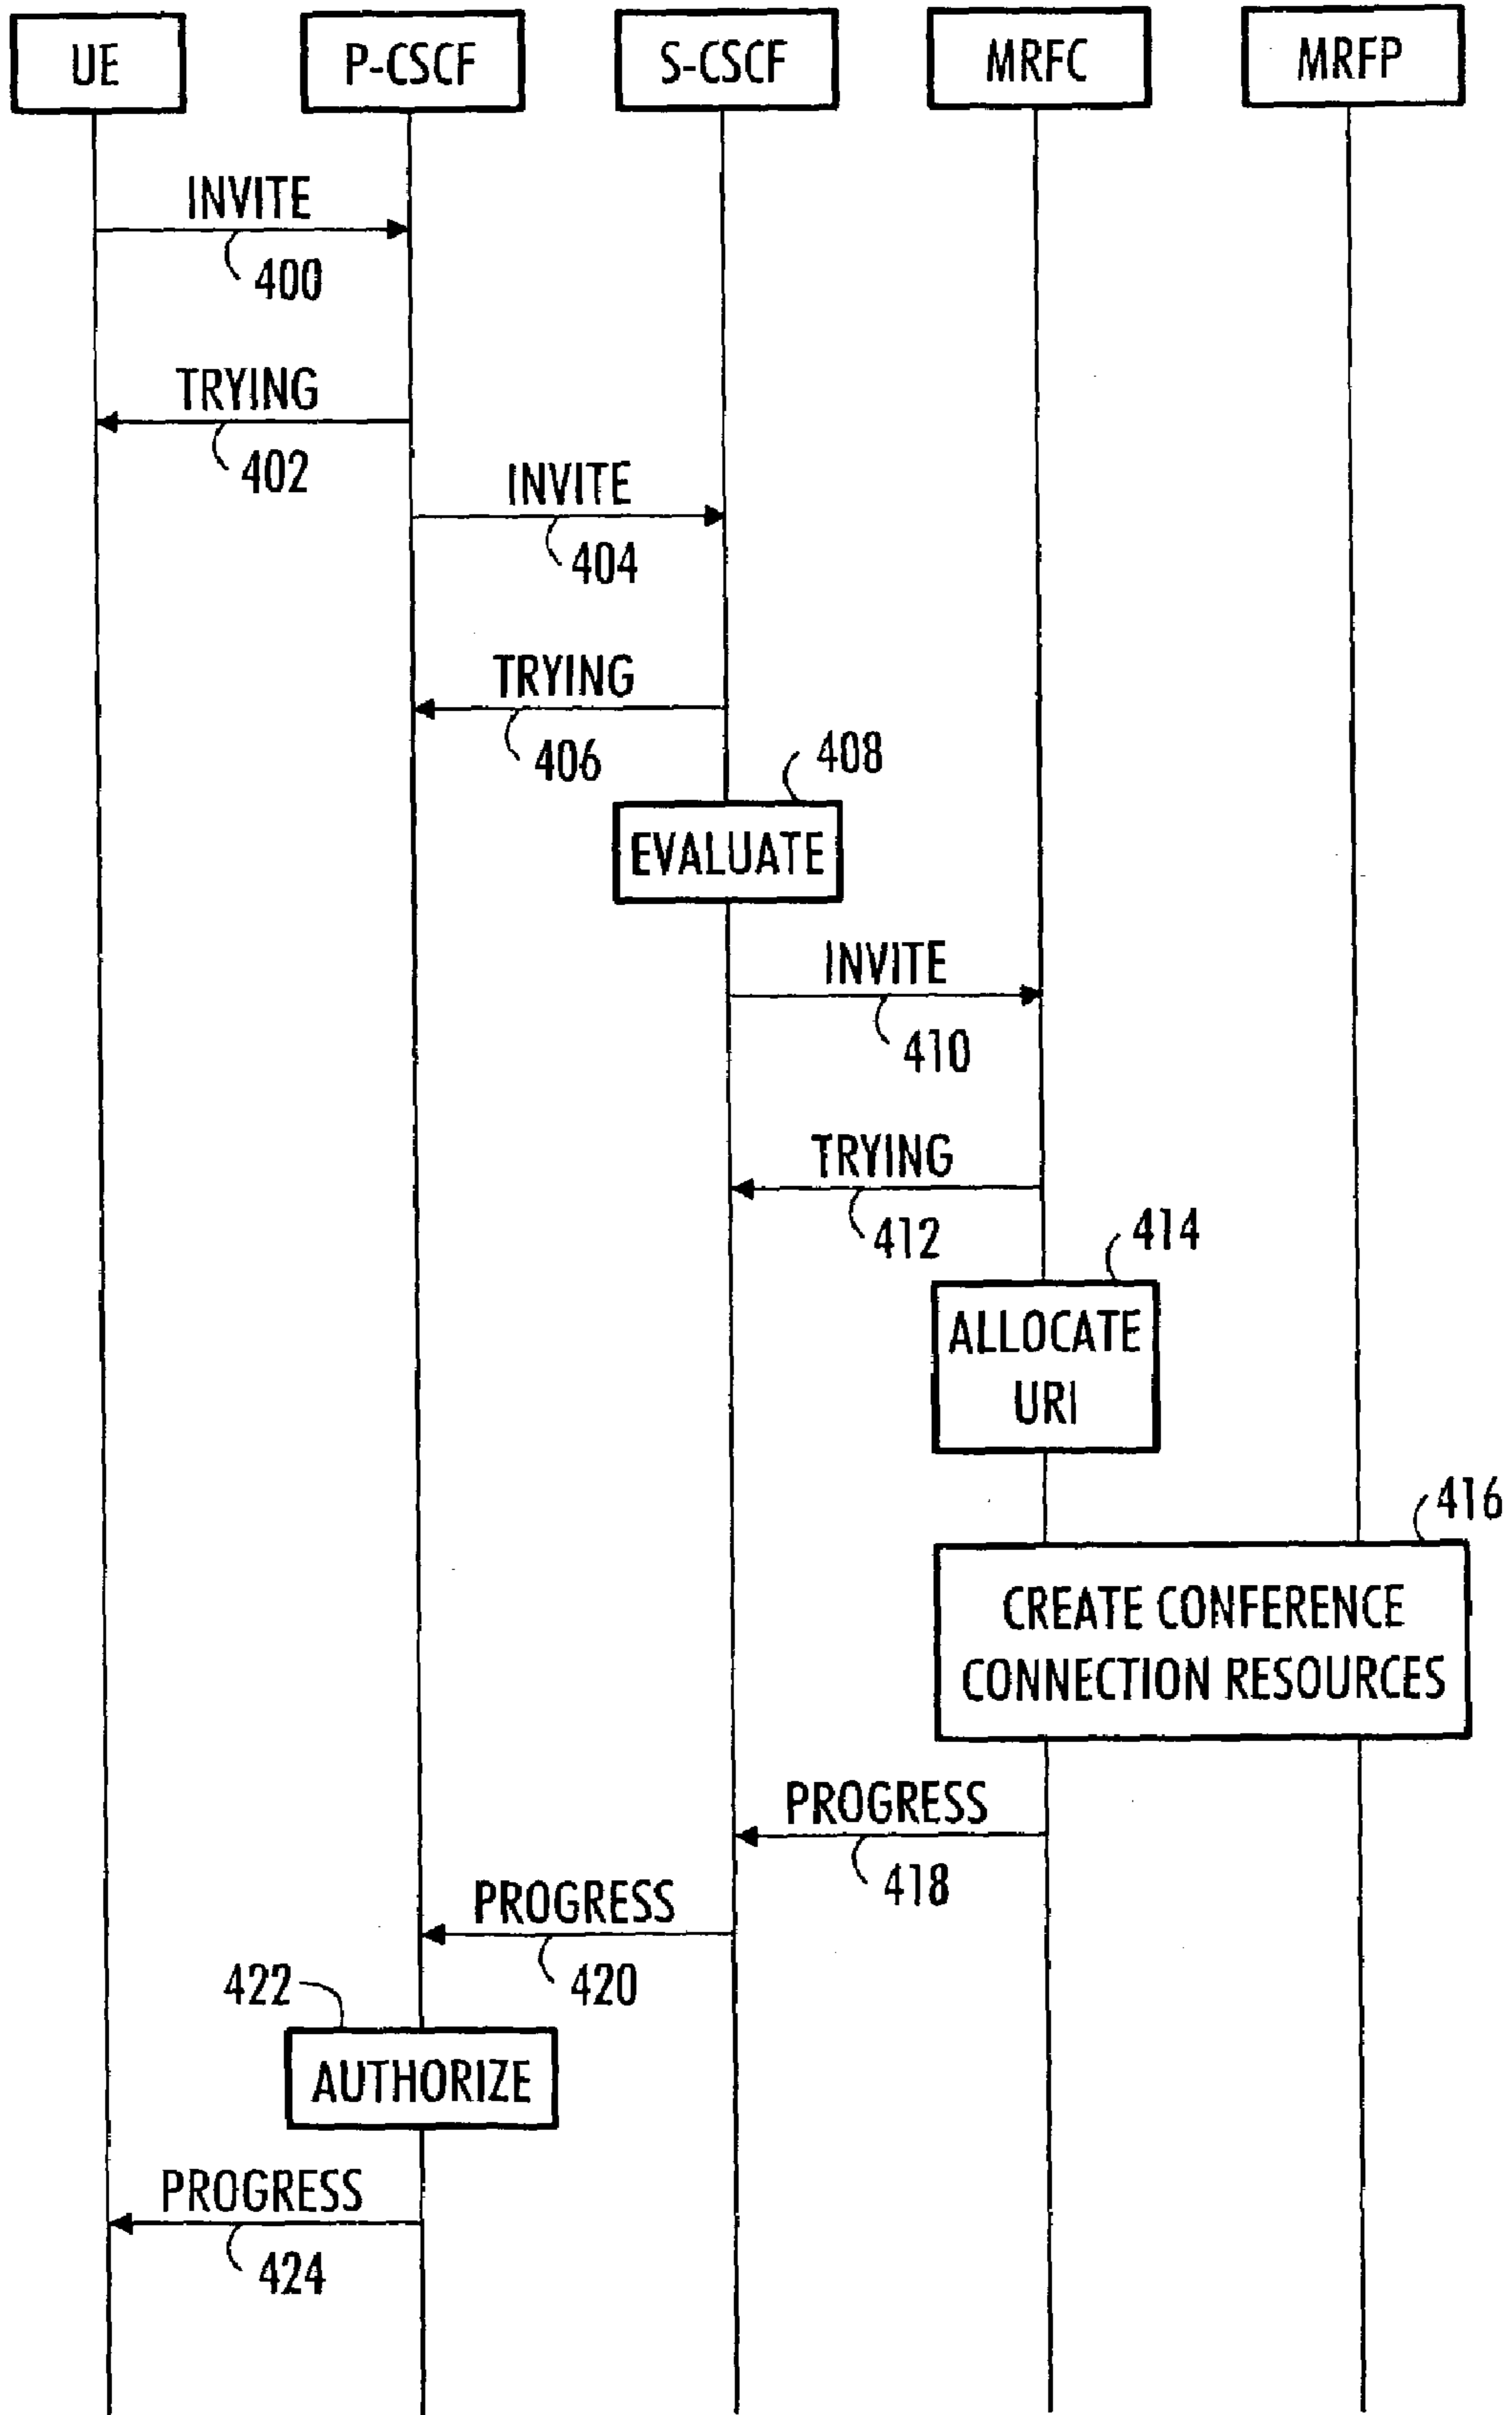 UE
P-CSCF
S-CSCF
MRFC
MRFP
INVITE
400
TRYING
402
INVITE
404
TRYING
406
408
EVALUATE
INVITE
410
TRYING
412
414
ALLOCATE
URI
416
CREATE CONFERENCE
CONNECTION RESOURCES
PROGRESS
418
PROGRESS
420
422
AUTHORIZE
PROGRESS
424